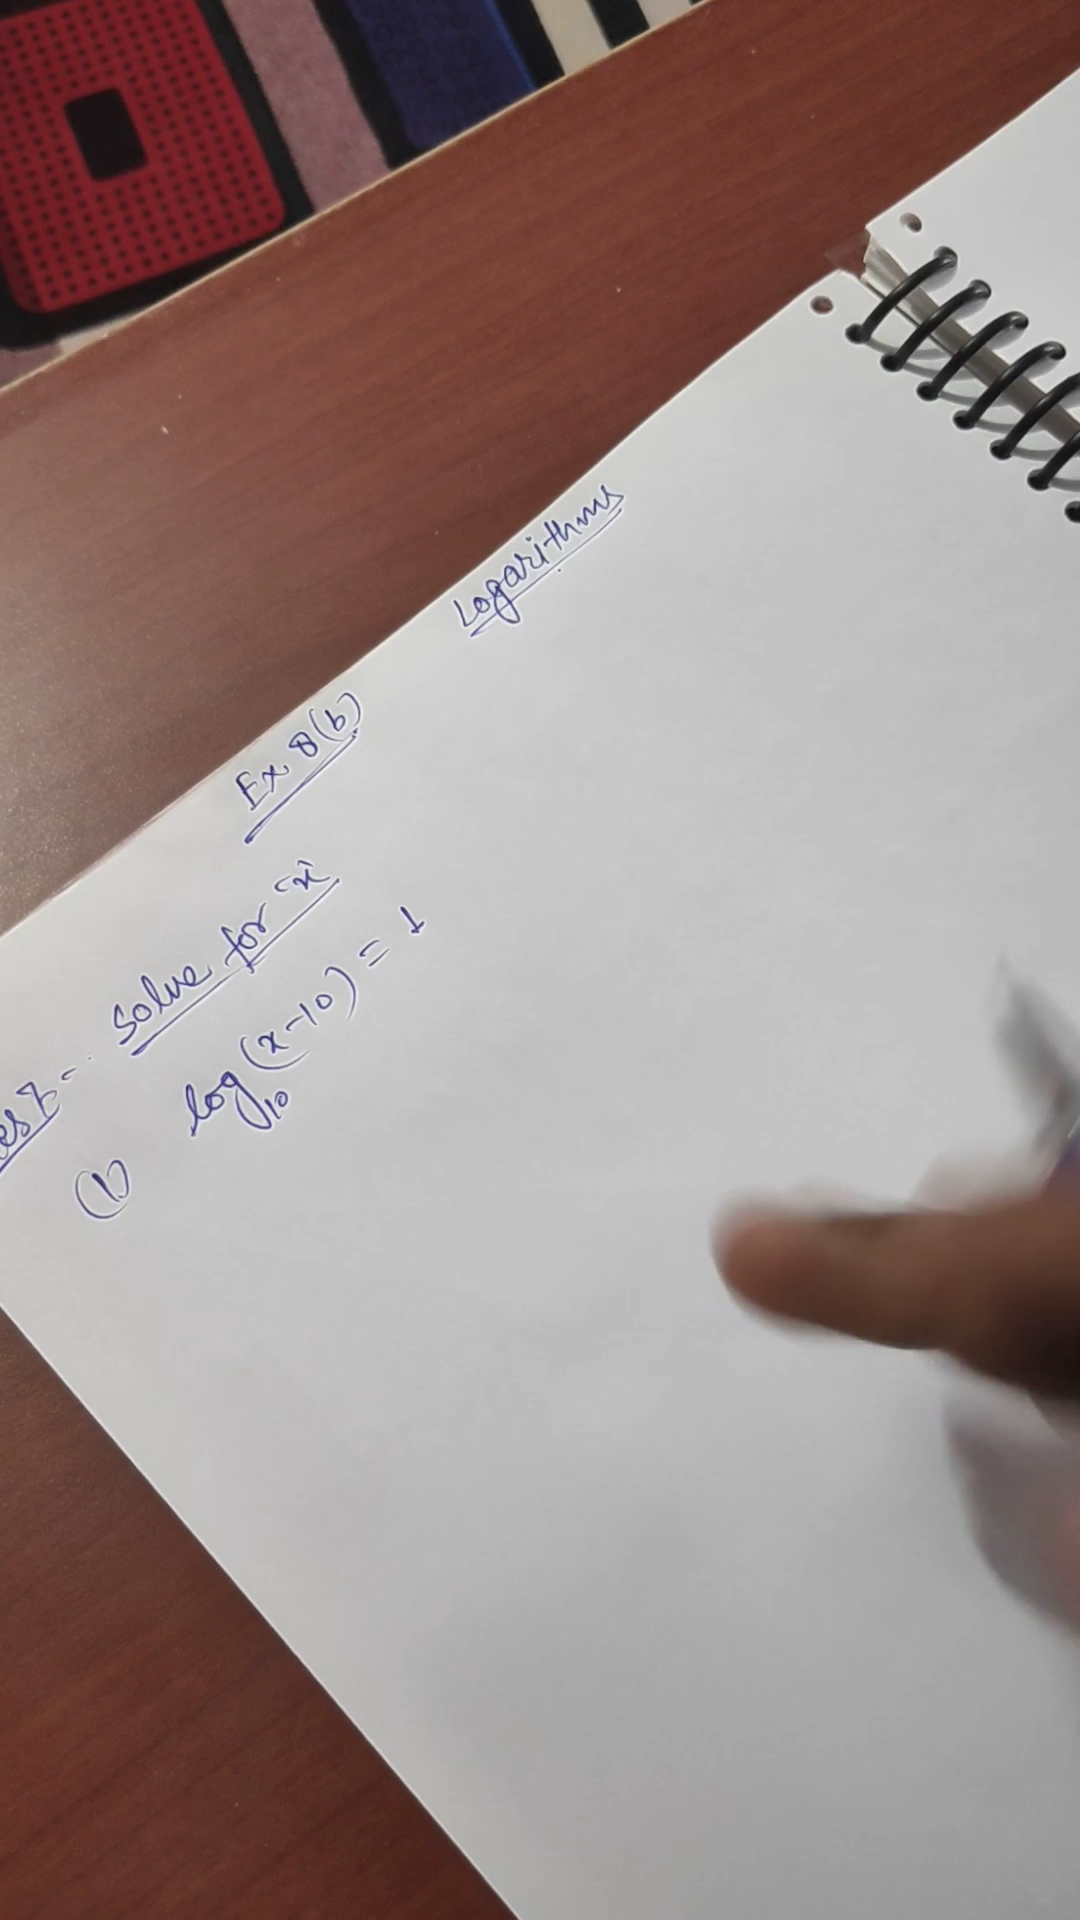 Logarithms
Ex 8(b)
Solve for 'x'
(1) log₁₀(x-10) = 1